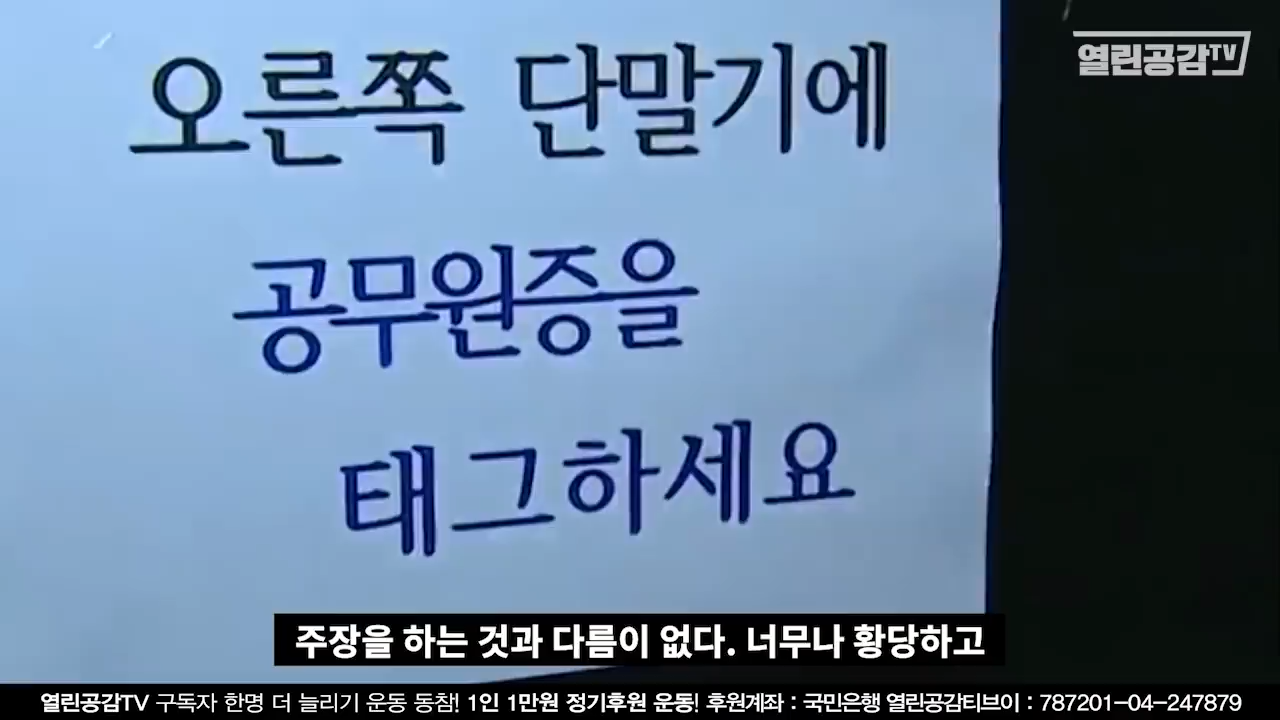 열린공감TV
오른쪽 단말기에
공무원증을
태그하세요
주장을 하는 것과 다름이 없다. 너무나 황당하고
열린공감TV 구독자 한명 더 늘리기 운동 동참! 1인 1만원 정기후원 운동! 후원계좌 : 국민은행 열린공감티브이 : 787201-04-247879